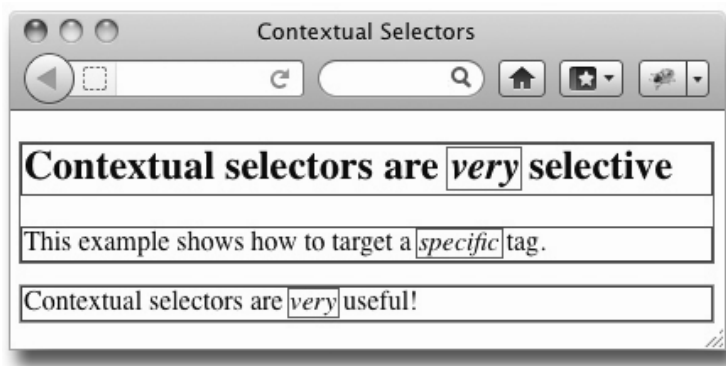 Contextual Selectors
Contextual selectors are very selective
This example shows how to target a specific tag.
Contextual selectors are very useful!